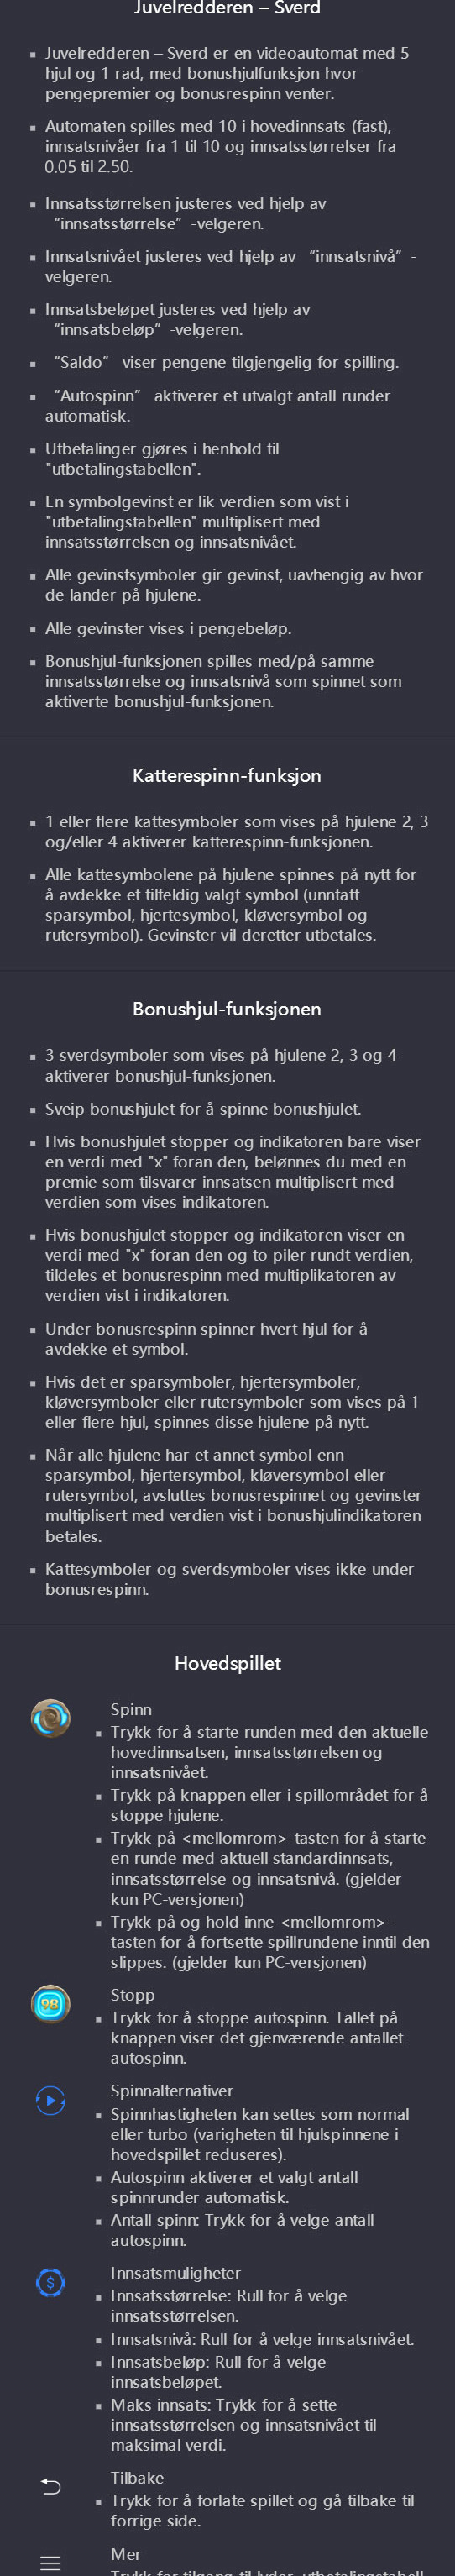 Juvelredderen – Sverd
▪ Juvelredderen – Sverd er en videoautomat med 5
hjul og 1 rad, med bonushjulfunksjon hvor
pengepremier og bonusrespinn venter.
▪ Automaten spilles med 10 i hovedinnsats (fast),
innsatsnivåer fra 1 til 10 og innsatsstørrelser fra
0.05 til 2.50.
▪ Innsatsstørrelsen justeres ved hjelp av
“innsatsstørrelse” -velgeren.
▪ Innsatsnivået justeres ved hjelp av “innsatsnivå” -
velgeren.
▪ Innsatsbeløpet justeres ved hjelp av
“innsatsbeløp” -velgeren.
▪ “Saldo” viser pengene tilgjengelig for spilling.
▪ “Autospinn” aktiverer et utvalgt antall runder
automatisk.
▪ Utbetalinger gjøres i henhold til
"utbetalingstabellen".
▪ En symbolgevinst er lik verdien som vist i
"utbetalingstabellen" multiplisert med
innsatsstørrelsen og innsatsnivået.
▪ Alle gevinstsymboler gir gevinst, uavhengig av hvor
de lander på hjulene.
▪ Alle gevinster vises i pengebeløp.
▪ Bonushjul-funksjonen spilles med/på samme
innsatsstørrelse og innsatsnivå som spinnet som
aktiverte bonushjul-funksjonen.
Katterespinn-funksjon
▪ 1 eller flere kattesymboler som vises på hjulene 2, 3
og/eller 4 aktiverer katterespinn-funksjonen.
▪ Alle kattesymbolene på hjulene spinnes på nytt for
å avdekke et tilfeldig valgt symbol (unntatt
sparsymbol, hjertesymbol, kløversymbol og
rutersymbol). Gevinster vil deretter utbetales.
Bonushjul-funksjonen
▪ 3 sverdsymboler som vises på hjulene 2, 3 og 4
aktiverer bonushjul-funksjonen.
▪ Sveip bonushjulet for å spinne bonushjulet.
▪ Hvis bonushjulet stopper og indikatoren bare viser
en verdi med "x" foran den, belønnes du med en
premie som tilsvarer innsatsen multiplisert med
verdien som vises indikatoren.
▪ Hvis bonushjulet stopper og indikatoren viser en
verdi med "x" foran den og to piler rundt verdien,
tildeles et bonusrespinn med multiplikatoren av
verdien vist i indikatoren.
▪ Under bonusrespinn spinner hvert hjul for å
avdekke et symbol.
▪ Hvis det er sparsymboler, hjertersymboler,
kløversymboler eller rutersymboler som vises på 1
eller flere hjul, spinnes disse hjulene på nytt.
▪ Når alle hjulene har et annet symbol enn
sparsymbol, hjertersymbol, kløversymbol eller
rutersymbol, avsluttes bonusrespinnet og gevinster
multiplisert med verdien vist i bonushjulindikatoren
betales.
▪ Kattesymboler og sverdsymboler vises ikke under
bonusrespinn.
Hovedspillet
Spinn
▪ Trykk for å starte runden med den aktuelle
hovedinnsatsen, innsatsstørrelsen og
innsatsnivået.
▪ Trykk på knappen eller i spillområdet for å
stoppe hjulene.
▪ Trykk på <mellomrom>-tasten for å starte
en runde med aktuell standardinnsats,
innsatsstørrelse og innsatsnivå. (gjelder
kun PC-versjonen)
▪ Trykk på og hold inne <mellomrom>-
tasten for å fortsette spillrundene inntil den
slippes. (gjelder kun PC-versjonen)
98
Stopp
▪ Trykk for å stoppe autospinn. Tallet på
knappen viser det gjenværende antallet
autospinn.
Spinnalternativer
▪ Spinnhastigheten kan settes som normal
eller turbo (varigheten til hjulspinnene i
hovedspillet reduseres).
▪ Autospinn aktiverer et valgt antall
spinnrunder automatisk.
▪ Antall spinn: Trykk for å velge antall
autospinn.
$
Innsatsmuligheter
▪ Innsatsstørrelse: Rull for å velge
innsatsstørrelsen.
▪ Innsatsnivå: Rull for å velge innsatsnivået.
▪ Innsatsbeløp: Rull for å velge
innsatsbeløpet.
▪ Maks innsats: Trykk for å sette
innsatsstørrelsen og innsatsnivået til
maksimal verdi.
Tilbake
▪ Trykk for å forlate spillet og gå tilbake til
forrige side.
Mer